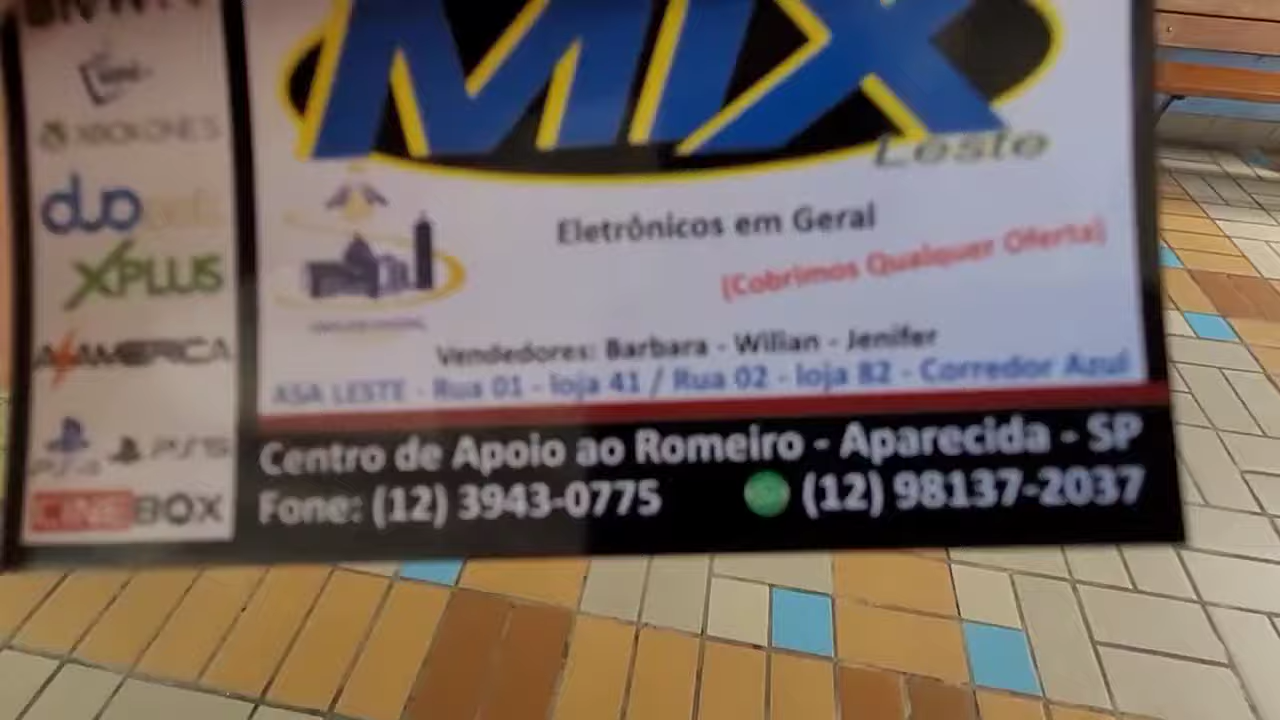 XBOX ONE S
duo
XPLUS
AZAMERICA
PS4 PS5
CINEBOX
MIX
Leste
Eletrônicos em Geral
(Cobrimos Qualquer Oferta)
Vendedores: Barbara - Wilian - Jenifer
ASA LESTE - Rua 01 - loja 41 / Rua 02 - loja 82 - Corredor Azul
Centro de Apoio ao Romeiro - Aparecida - SP
Fone: (12) 3943-0775 (12) 98137-2037